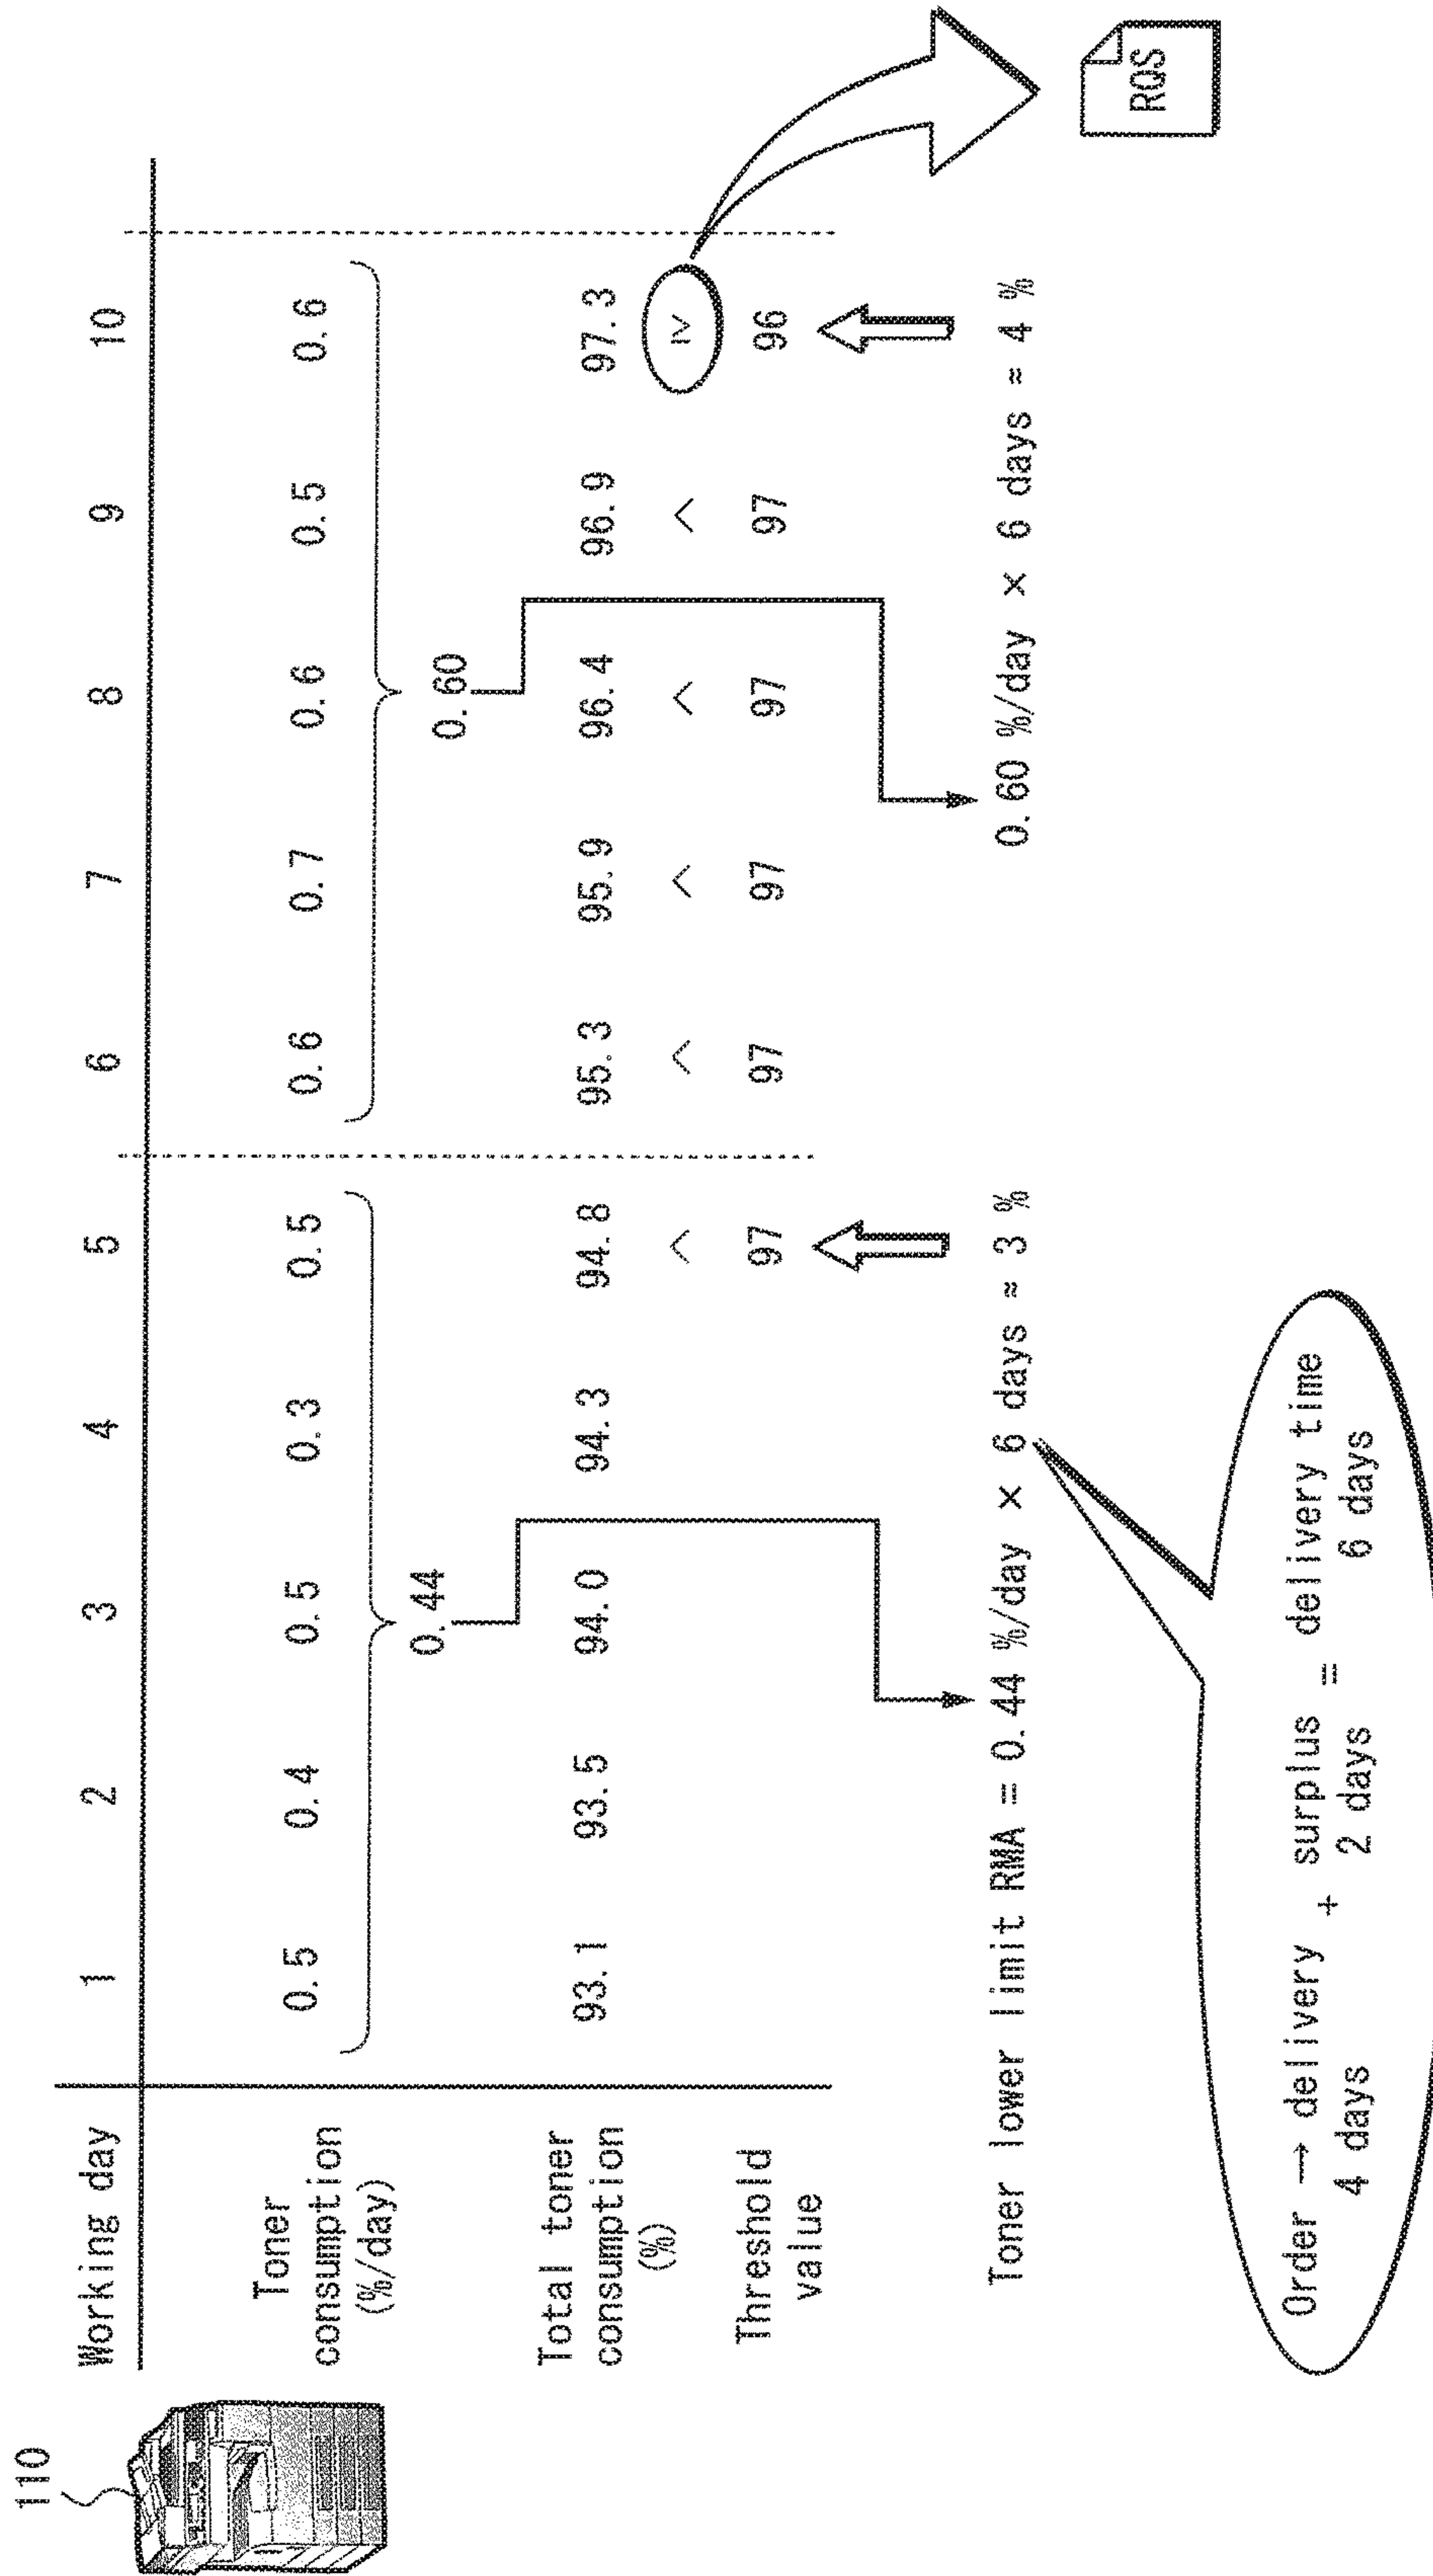 110
Working day 1 2 3 4 5 6 7 8 9 10
Toner
consumption
(%/day)
0.5 0.4 0.5 0.3 0.5 0.6 0.7 0.6 0.5 0.6
0.44 0.60
Total toner
consumption
(%)
93.1 93.5 94.0 94.3 94.8 95.3 95.9 96.4 96.9 97.3
< < < < < ≥
Threshold
value
97 97 97 97 97 96
Toner lower limit RMA = 0.44 %/day × 6 days ≈ 3 %
0.60 %/day × 6 days ≈ 4 %
RQS
Order → delivery + surplus = delivery time
4 days 2 days 6 days